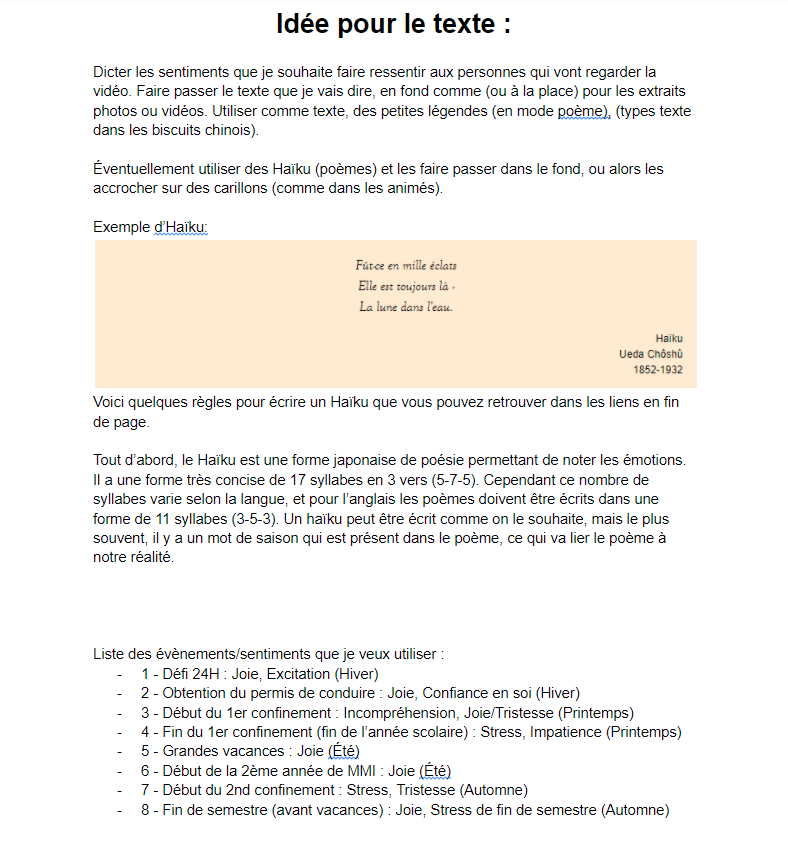 Idée pour le texte :
Dicter les sentiments que je souhaite faire ressentir aux personnes qui vont regarder la
vidéo. Faire passer le texte que je vais dire, en fond comme (ou à la place) pour les extraits
photos ou vidéos. Utiliser comme texte, des petites légendes (en mode poème), (types texte
dans les biscuits chinois).
Éventuellement utiliser des Haïku (poèmes) et les faire passer dans le fond, ou alors les
accrocher sur des carillons (comme dans les animés).
Exemple d'Haïku:
Fût-ce en mille éclats
Elle est toujours là -
La lune dans l'eau.
Haïku
Ueda Chôshû
1852-1932
Voici quelques règles pour écrire un Haïku que vous pouvez retrouver dans les liens en fin
de page.
Tout d'abord, le Haïku est une forme japonaise de poésie permettant de noter les émotions.
Il a une forme très concise de 17 syllabes en 3 vers (5-7-5). Cependant ce nombre de
syllabes varie selon la langue, et pour l'anglais les poèmes doivent être écrits dans une
forme de 11 syllabes (3-5-3). Un haïku peut être écrit comme on le souhaite, mais le plus
souvent, il y a un mot de saison qui est présent dans le poème, ce qui va lier le poème à
notre réalité.
Liste des évènements/sentiments que je veux utiliser :
- 1 - Défi 24H : Joie, Excitation (Hiver)
- 2 - Obtention du permis de conduire : Joie, Confiance en soi (Hiver)
- 3 - Début du 1er confinement : Incompréhension, Joie/Tristesse (Printemps)
- 4 - Fin du 1er confinement (fin de l'année scolaire) : Stress, Impatience (Printemps)
- 5 - Grandes vacances : Joie (Été)
- 6 - Début de la 2ème année de MMI : Joie (Été)
- 7 - Début du 2nd confinement : Stress, Tristesse (Automne)
- 8 - Fin de semestre (avant vacances) : Joie, Stress de fin de semestre (Automne)